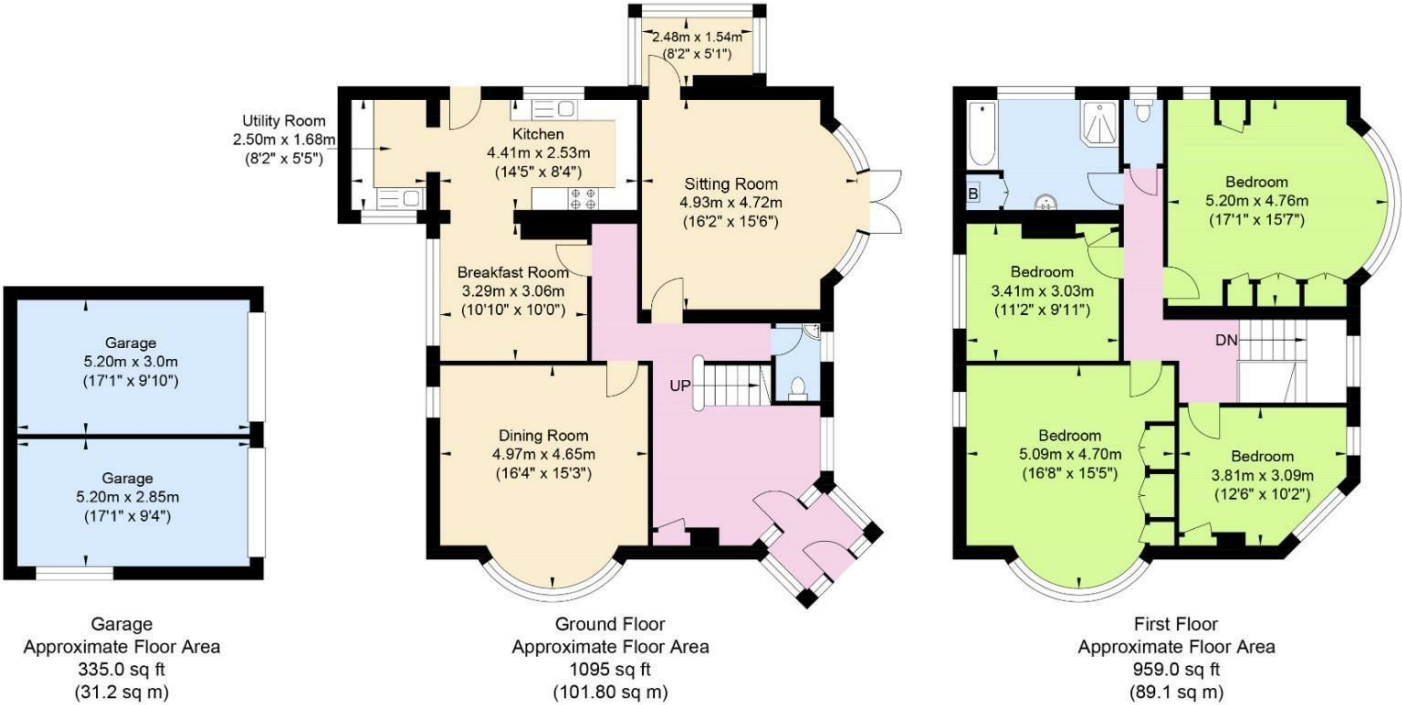 Garage
5.20m x 3.0m
(17'1" x 9'10")
Garage
5.20m x 2.85m
(17'1" x 9'4")
Garage
Approximate Floor Area
335.0 sq ft
(31.2 sq m)
2.48m x 1.54m
(8'2" x 5'1")
Utility Room
2.50m x 1.68m
(8'2" x 5'5")
Kitchen
4.41m x 2.53m
(14'5" x 8'4")
Sitting Room
4.93m x 4.72m
(16'2" x 15'6")
Breakfast Room
3.29m x 3.06m
(10'10" x 10'0")
UP
Dining Room
4.97m x 4.65m
(16'4" x 15'3")
Ground Floor
Approximate Floor Area
1095 sq ft
(101.80 sq m)
B
Bedroom
5.20m x 4.76m
(17'1" x 15'7")
Bedroom
3.41m x 3.03m
(11'2" x 9'11")
DN
Bedroom
5.09m x 4.70m
(16'8" x 15'5")
Bedroom
3.81m x 3.09m
(12'6" x 10'2")
First Floor
Approximate Floor Area
959.0 sq ft
(89.1 sq m)